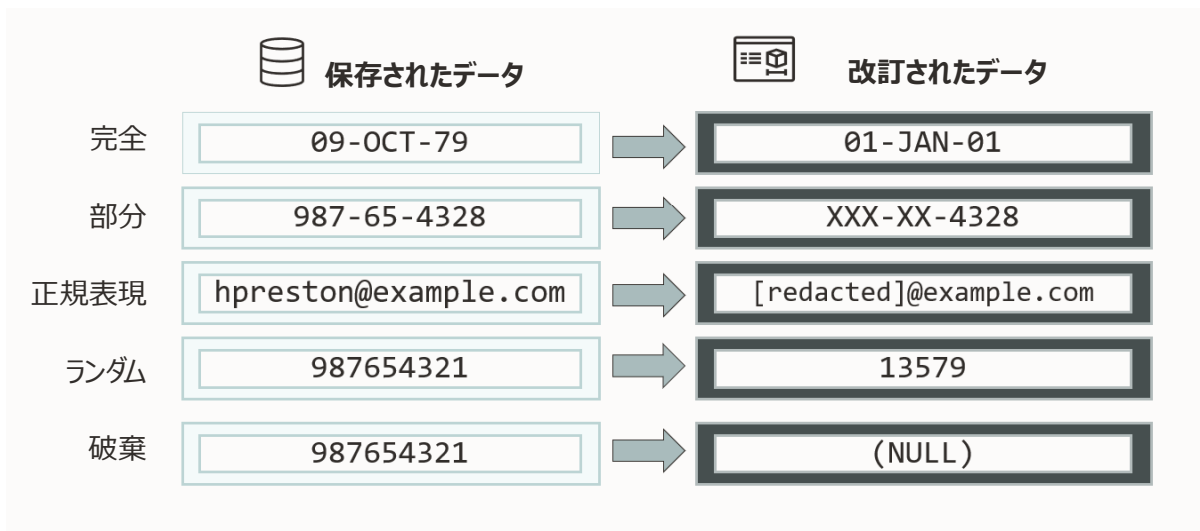 保存されたデータ
改訂されたデータ
完全 09-OCT-79 01-JAN-01
部分 987-65-4328 XXX-XX-4328
正規表現 hpreston@example.com [redacted]@example.com
ランダム 987654321 13579
破棄 987654321 (NULL)